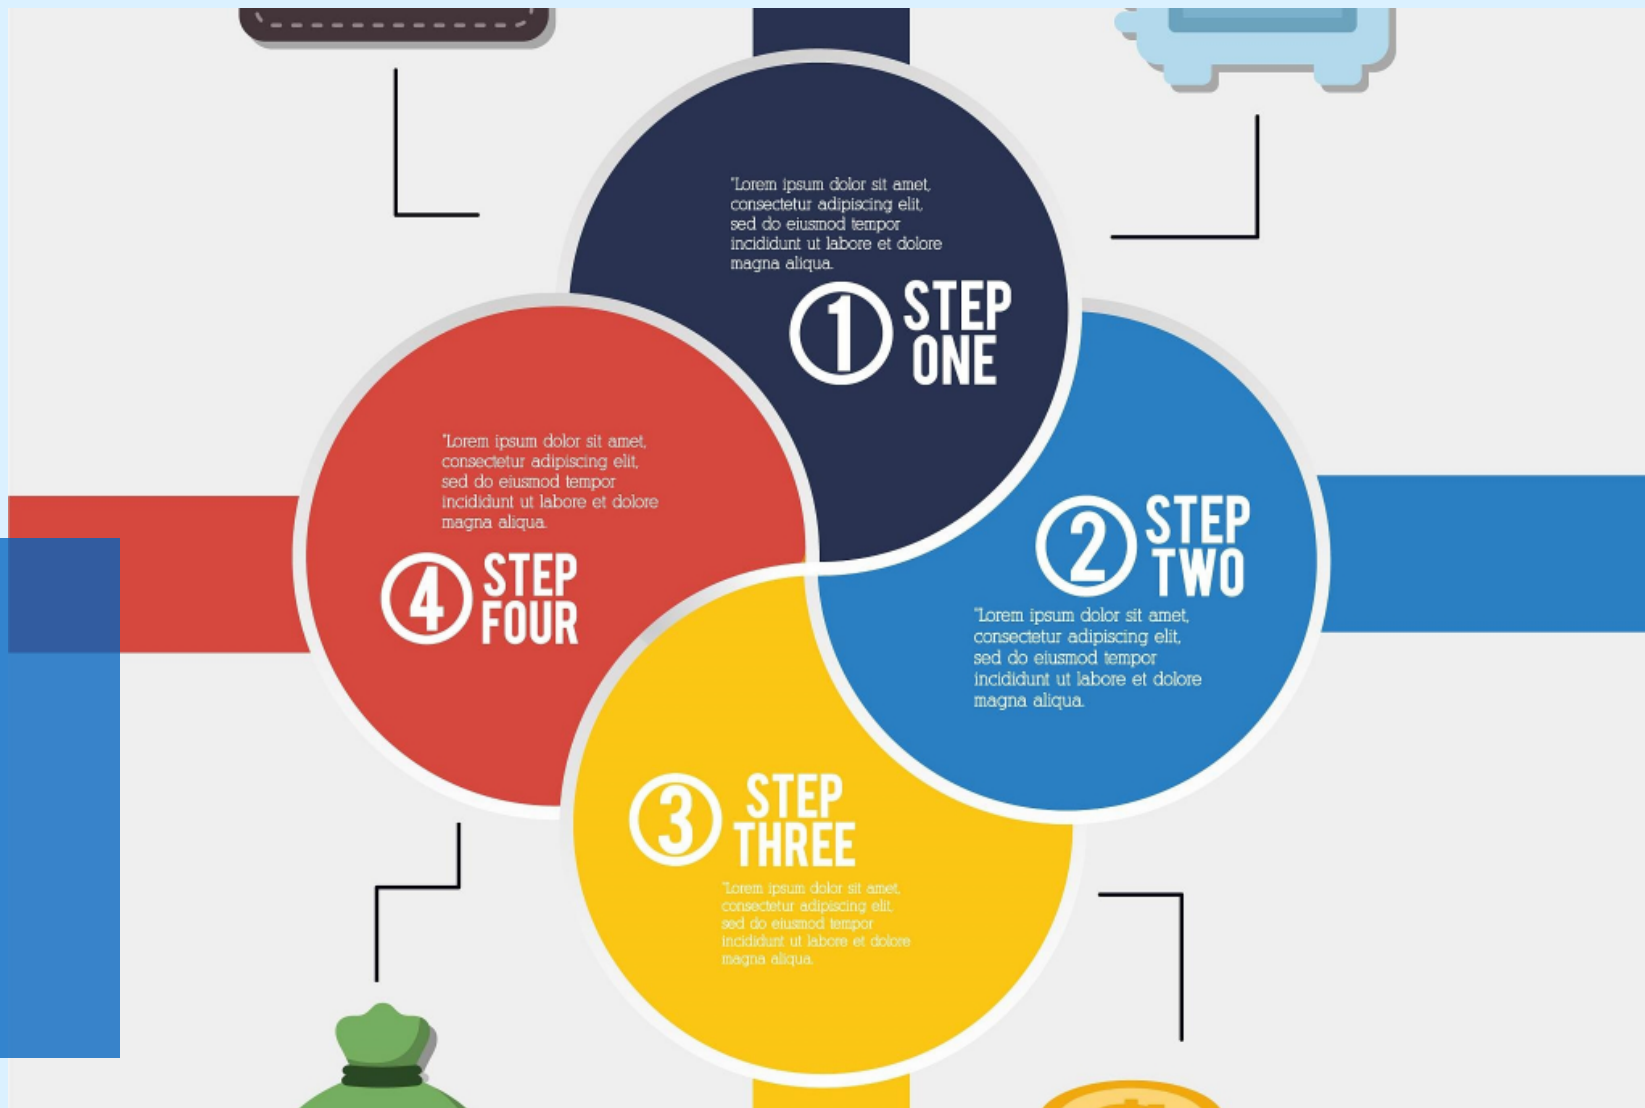 "Lorem ipsum dolor sit amet,
consectetur adipiscing elit,
sed do eiusmod tempor
incididunt ut labore et dolore
magna aliqua.
1 STEP
ONE
2 STEP
TWO
"Lorem ipsum dolor sit amet,
consectetur adipiscing elit,
sed do eiusmod tempor
incididunt ut labore et dolore
magna aliqua.
3 STEP
THREE
"Lorem ipsum dolor sit amet,
consectetur adipiscing elit,
sed do eiusmod tempor
incididunt ut labore et dolore
magna aliqua.
"Lorem ipsum dolor sit amet,
consectetur adipiscing elit,
sed do eiusmod tempor
incididunt ut labore et dolore
magna aliqua.
4 STEP
FOUR